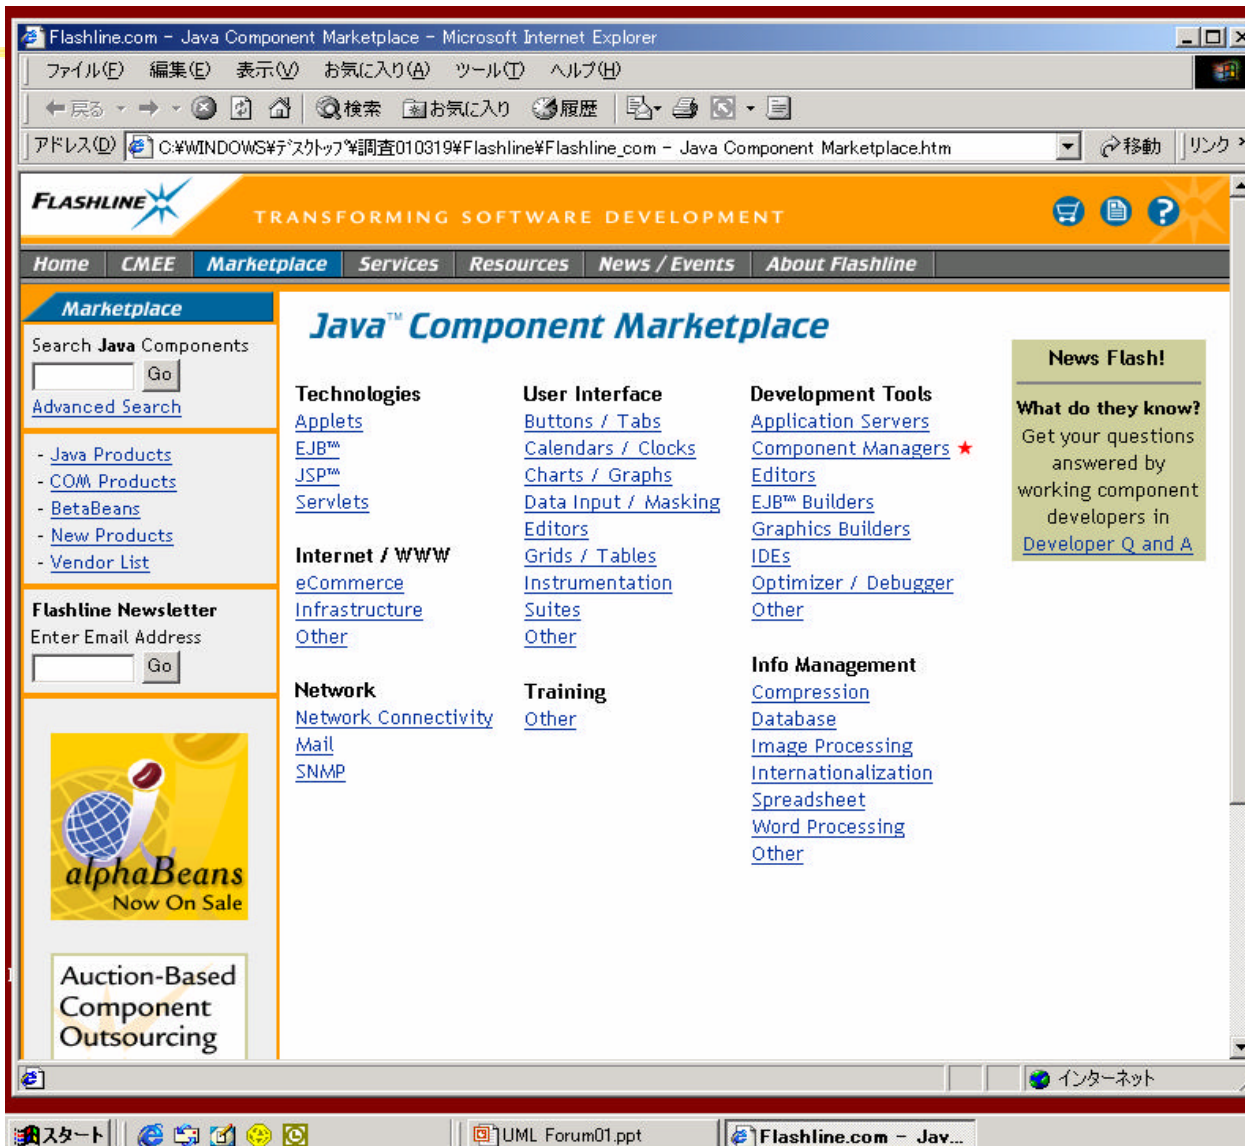 Flashline.com - Java Component Marketplace - Microsoft Internet Explorer
ファイル(F) 編集(E) 表示(V) お気に入り(A) ツール(T) ヘルプ(H)
戻る 検索 お気に入り 履歴
アドレス(D) C:¥WINDOWS¥デスクトップ¥調査010319¥Flashline¥Flashline_com - Java Component Marketplace.htm 移動 リンク »
FLASHLINE
TRANSFORMING SOFTWARE DEVELOPMENT
Home CMEE Marketplace Services Resources News / Events About Flashline
Marketplace
Search Java Components
Go
Advanced Search
- Java Products
- COM Products
- BetaBeans
- New Products
- Vendor List
Flashline Newsletter
Enter Email Address
Go
alphaBeans
Now On Sale
Auction-Based
Component
Outsourcing
Java™ Component Marketplace
Technologies
Applets
EJB™
JSP™
Servlets
Internet / WWW
eCommerce
Infrastructure
Other
Network
Network Connectivity
Mail
SNMP
User Interface
Buttons / Tabs
Calendars / Clocks
Charts / Graphs
Data Input / Masking
Editors
Grids / Tables
Instrumentation
Suites
Other
Training
Other
Development Tools
Application Servers
Component Managers ★
Editors
EJB™ Builders
Graphics Builders
IDEs
Optimizer / Debugger
Other
Info Management
Compression
Database
Image Processing
Internationalization
Spreadsheet
Word Processing
Other
News Flash!
What do they know?
Get your questions
answered by
working component
developers in
Developer Q and A
インターネット
スタート UML Forum01.ppt Flashline.com - Jav...